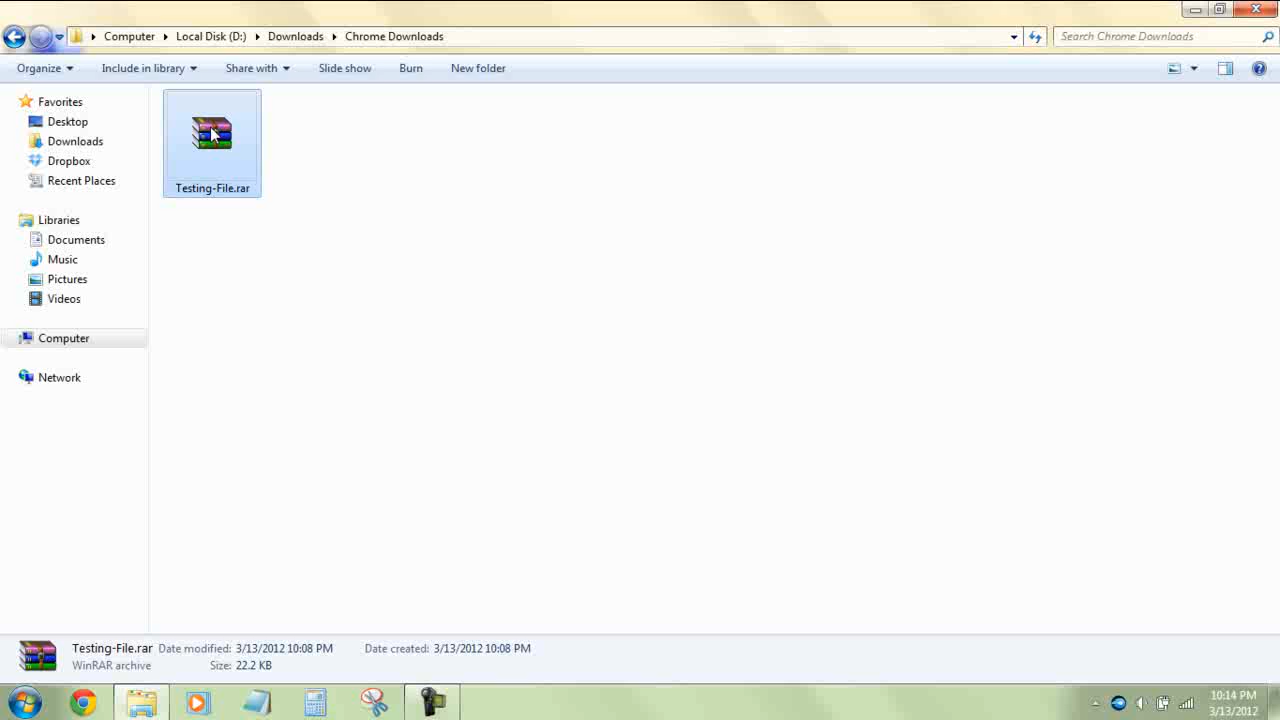 Computer Local Disk (D:) Downloads Chrome Downloads
Search Chrome Downloads
Organize Include in library Share with Slide show Burn New folder
Favorites
Desktop
Downloads
Dropbox
Recent Places
Libraries
Documents
Music
Pictures
Videos
Computer
Network
Testing-File.rar
Testing-File.rar Date modified: 3/13/2012 10:08 PM Date created: 3/13/2012 10:08 PM
WinRAR archive Size: 22.2 KB
10:14 PM
3/13/2012